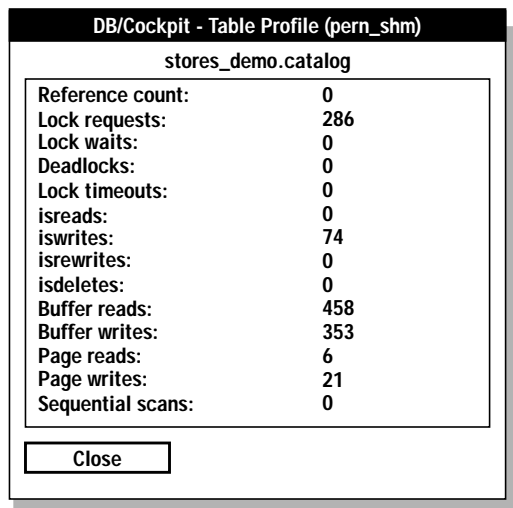 DB/Cockpit - Table Profile (pern_shm)
stores_demo.catalog
Reference count: 0
Lock requests: 286
Lock waits: 0
Deadlocks: 0
Lock timeouts: 0
isreads: 0
iswrites: 74
isrewrites: 0
isdeletes: 0
Buffer reads: 458
Buffer writes: 353
Page reads: 6
Page writes: 21
Sequential scans: 0
Close